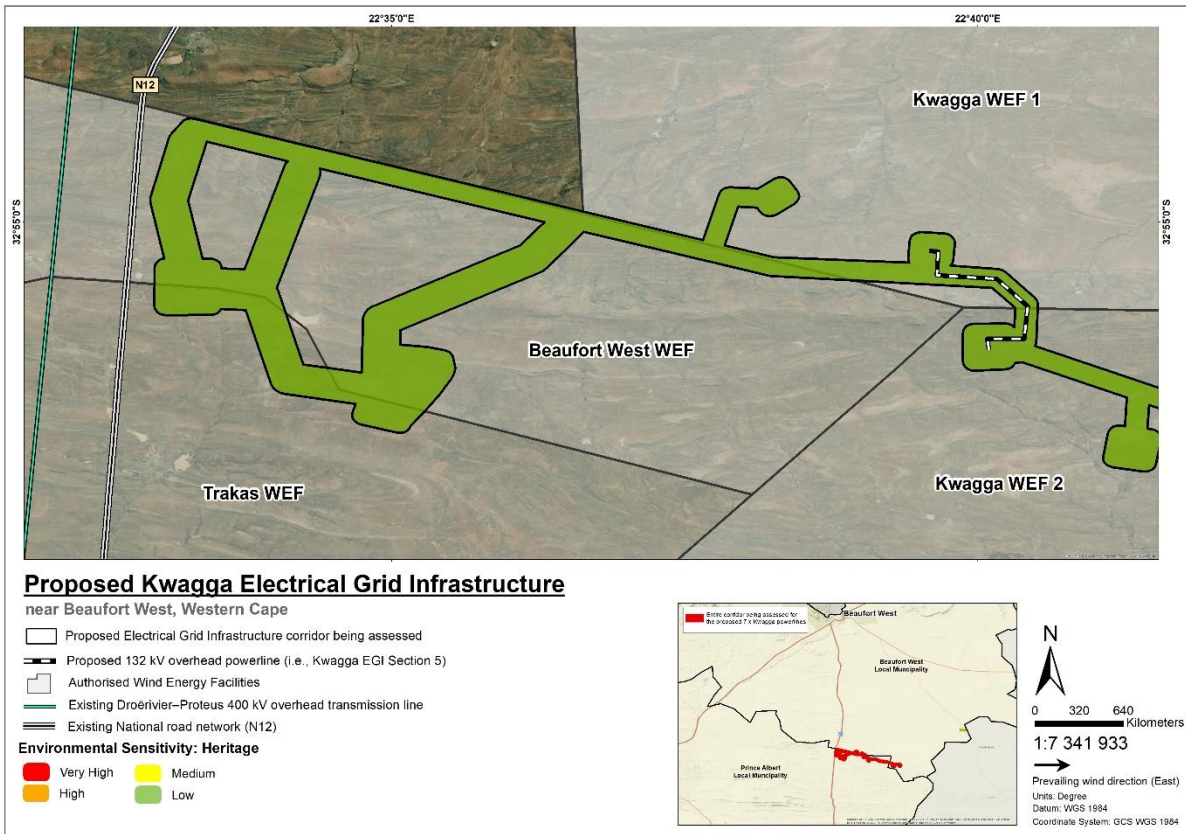 22°35'0"E
22°40'0"E
N12
Kwagga WEF 1
32°55'0"S
32°55'0"S
Beaufort West WEF
Trakas WEF
Kwagga WEF 2
Proposed Kwagga Electrical Grid Infrastructure
near Beaufort West, Western Cape
Proposed Electrical Grid Infrastructure corridor being assessed
Proposed 132 kV overhead powerline (i.e., Kwagga EGI Section 5)
Authorised Wind Energy Facilities
Existing Droërivier–Proteus 400 kV overhead transmission line
Existing National road network (N12)
Environmental Sensitivity: Heritage
Very High
Medium
High
Low
Entire corridor being assessed for
the proposed 7 x Kwagga powerlines
Beaufort West
Beaufort West
Local Municipality
Prince Albert
Local Municipality
N
0 320 640
Kilometers
1:7 341 933
Prevailing wind direction (East)
Units: Degree
Datum: WGS 1984
Coordinate System: GCS WGS 1984